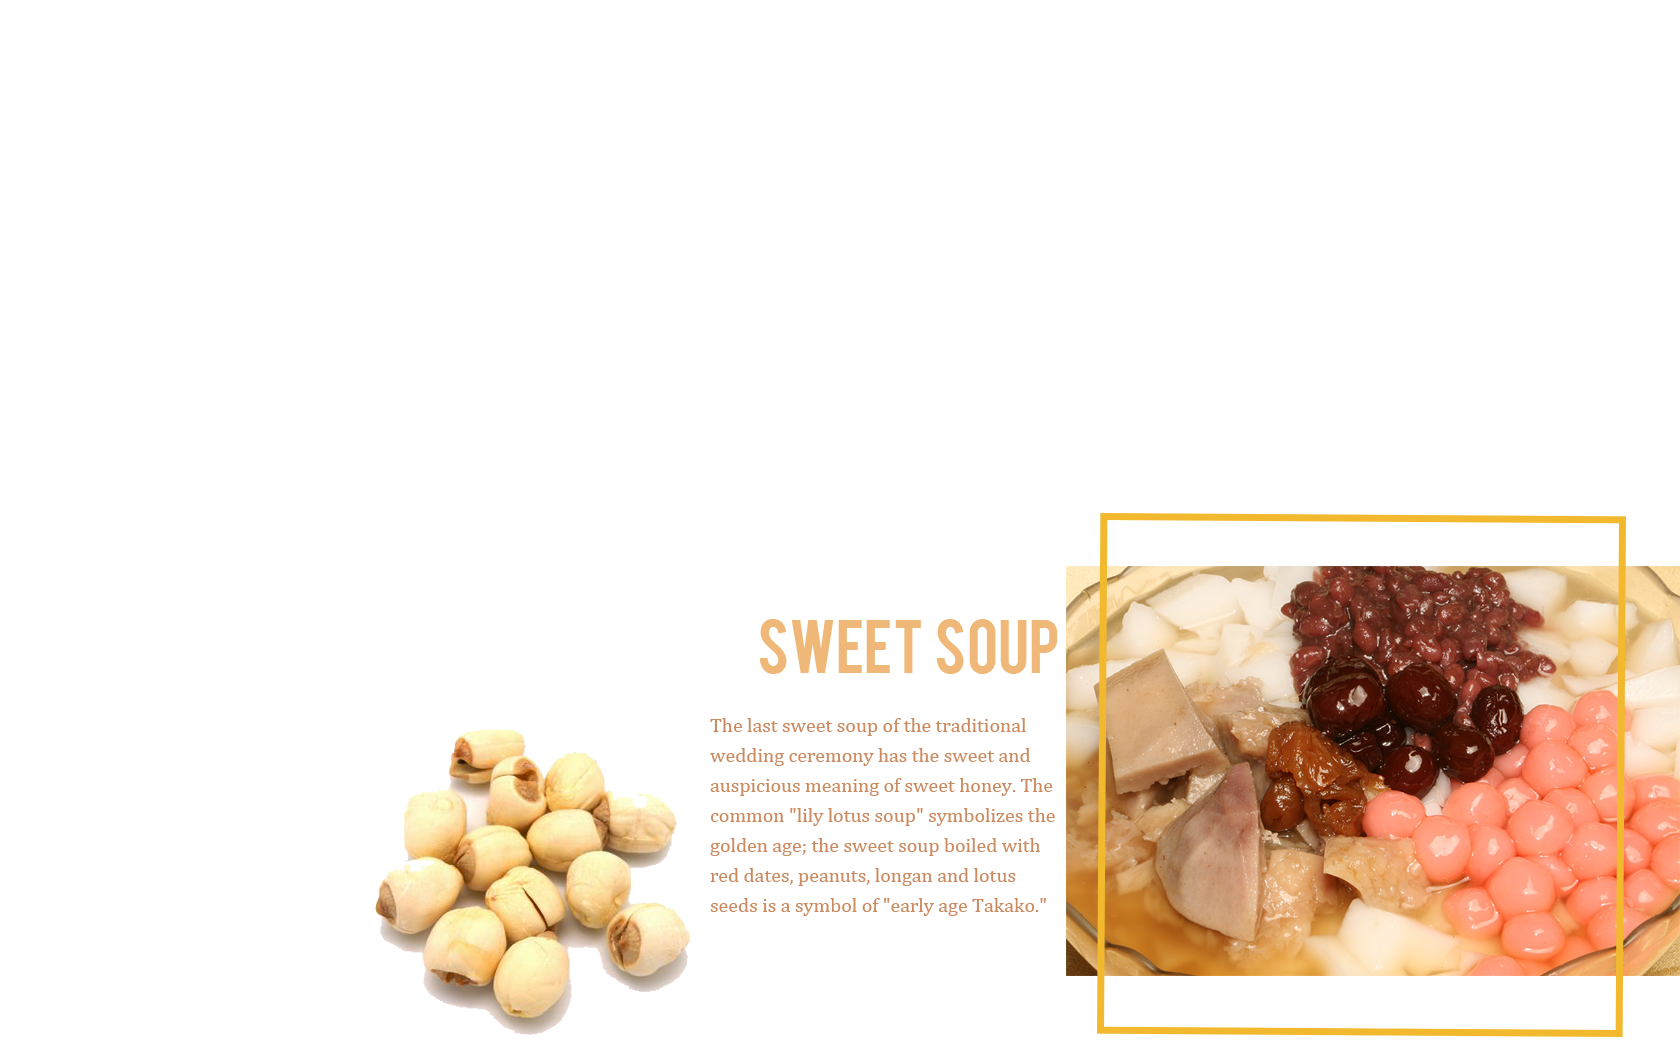 SWEET SOUP
The last sweet soup of the traditional
wedding ceremony has the sweet and
auspicious meaning of sweet honey. The
common "lily lotus soup" symbolizes the
golden age; the sweet soup boiled with
red dates, peanuts, longan and lotus
seeds is a symbol of "early age Takako."